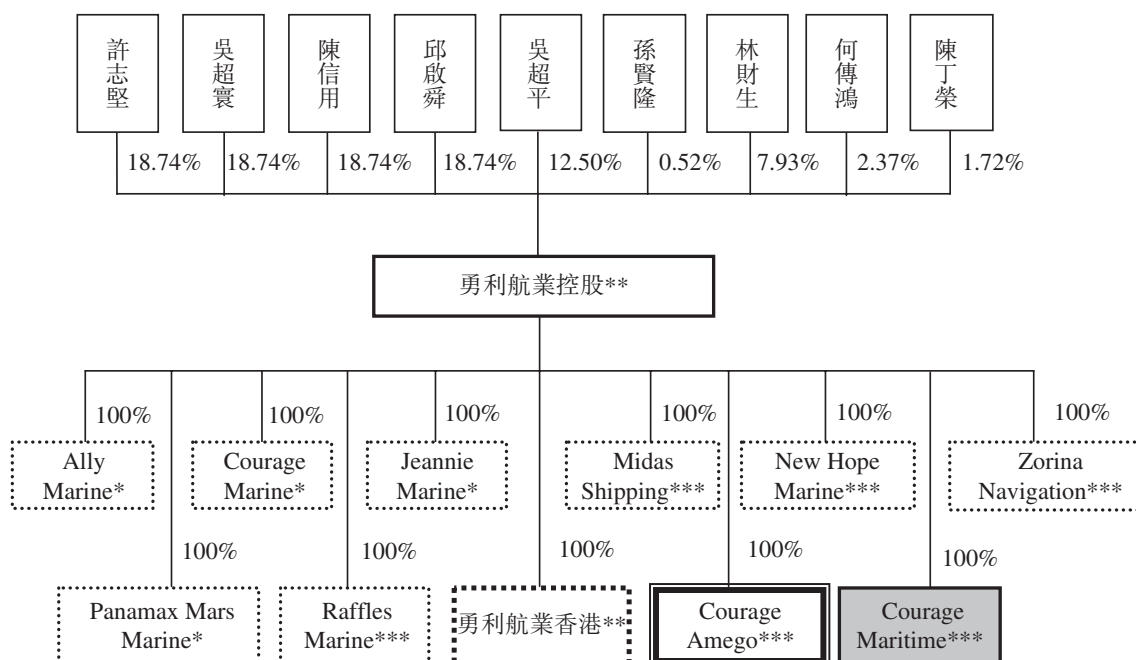 許志堅
吳超寰
陳信用
邱啟舜
吳超平
孫賢隆
林財生
何傳鴻
陳丁榮
18.74%
18.74%
18.74%
18.74%
12.50%
0.52%
7.93%
2.37%
1.72%
勇利航業控股**
100%
100%
100%
100%
100%
100%
Ally
Marine*
Courage
Marine*
Jeannie
Marine*
Midas
Shipping***
New Hope
Marine***
Zorina
Navigation***
100%
100%
100%
100%
100%
Panamax Mars
Marine*
Raffles
Marine***
勇利航業香港**
Courage
Amego***
Courage
Maritime***